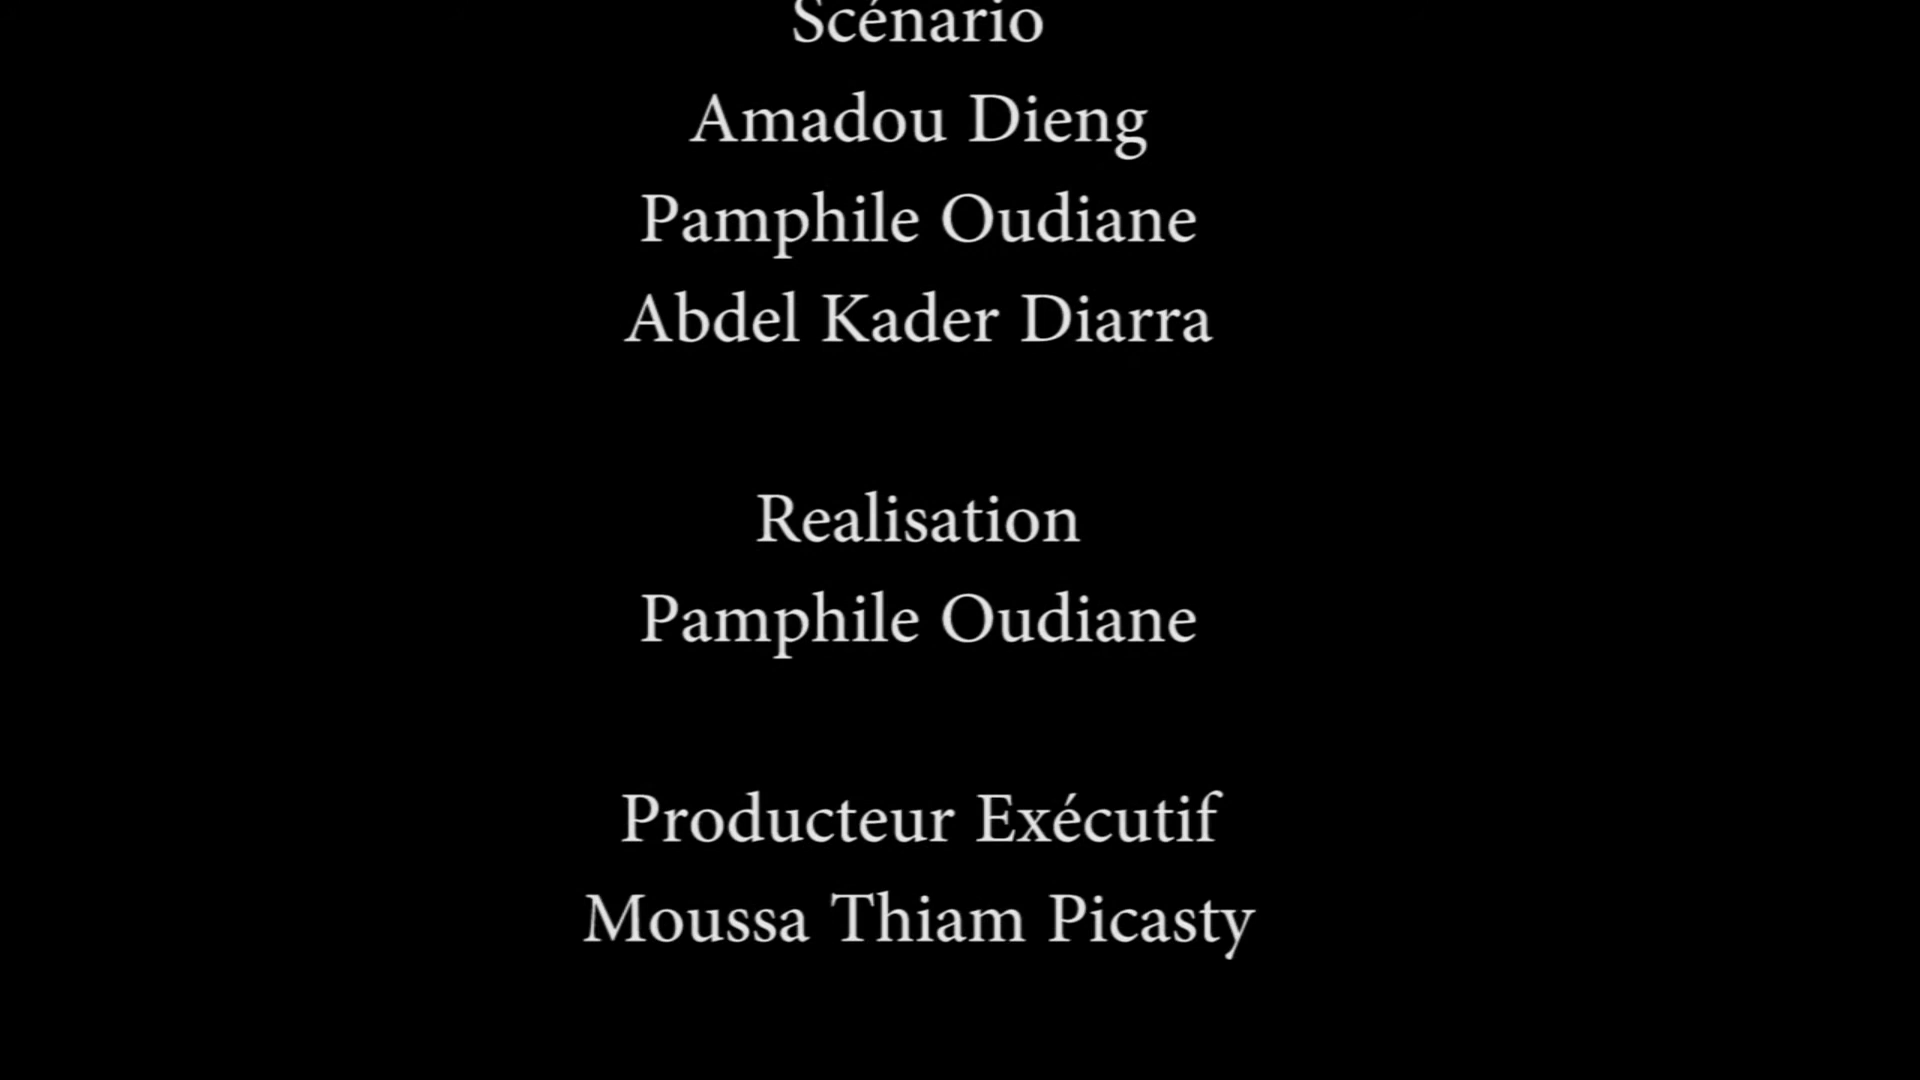 Scénario
Amadou Dieng
Pamphile Oudiane
Abdel Kader Diarra
Realisation
Pamphile Oudiane
Producteur Exécutif
Moussa Thiam Picasty